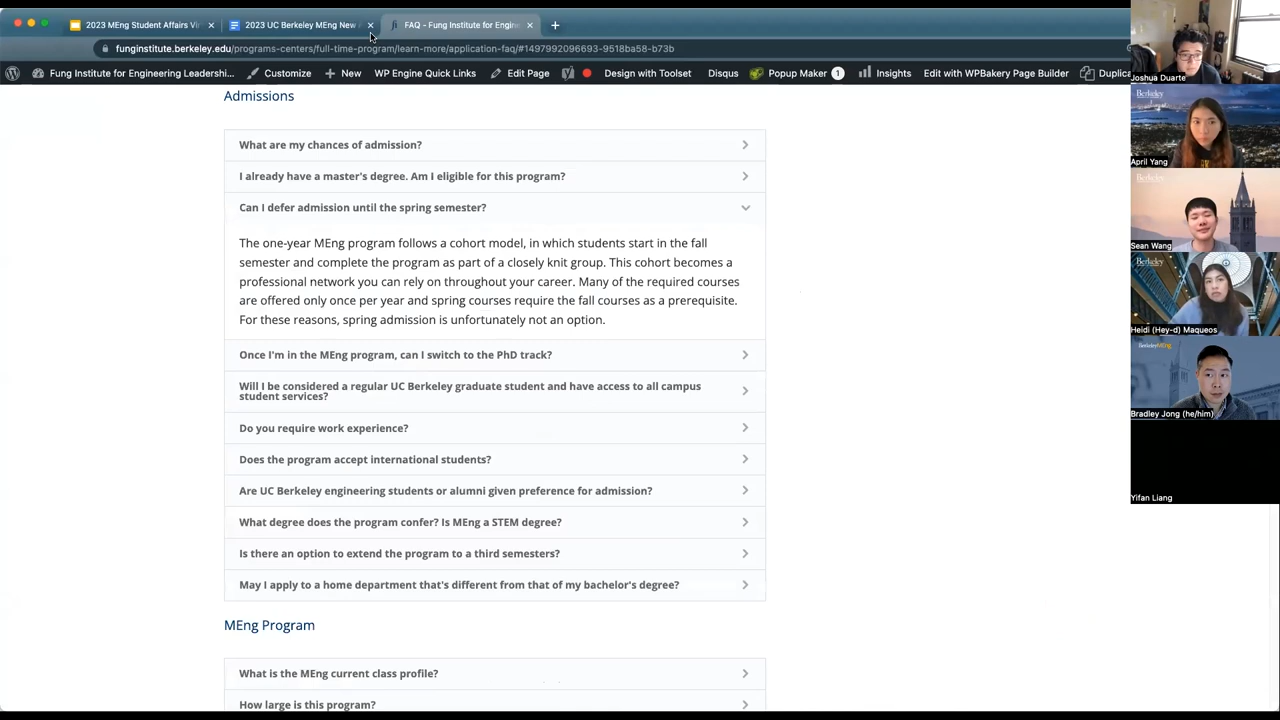 2023 MEng Student Affairs Vi
2023 UC Berkeley MEng New
FAQ - Fung Institute for Engin
funginstitute.berkeley.edu/programs-centers/full-time-program/learn-more/application-faq/#1497992096693-9518ba58-b73b
Fung Institute for Engineering Leadershi...
Customize
New
WP Engine Quick Links
Edit Page
Design with Toolset
Disqus
Popup Maker 1
Insights
Edit with WPBakery Page Builder
Duplica
Admissions
What are my chances of admission?
I already have a master's degree. Am I eligible for this program?
Can I defer admission until the spring semester?
The one-year MEng program follows a cohort model, in which students start in the fall
semester and complete the program as part of a closely knit group. This cohort becomes a
professional network you can rely on throughout your career. Many of the required courses
are offered only once per year and spring courses require the fall courses as a prerequisite.
For these reasons, spring admission is unfortunately not an option.
Once I'm in the MEng program, can I switch to the PhD track?
Will I be considered a regular UC Berkeley graduate student and have access to all campus
student services?
Do you require work experience?
Does the program accept international students?
Are UC Berkeley engineering students or alumni given preference for admission?
What degree does the program confer? Is MEng a STEM degree?
Is there an option to extend the program to a third semesters?
May I apply to a home department that's different from that of my bachelor's degree?
MEng Program
What is the MEng current class profile?
How large is this program?
Joshua Duarte
Berkeley
April Yang
Berkeley
Sean Wang
Berkeley
Heidi (Hey-d) Maqueos
BerkeleyMEng
Bradley Jong (he/him)
Yifan Liang